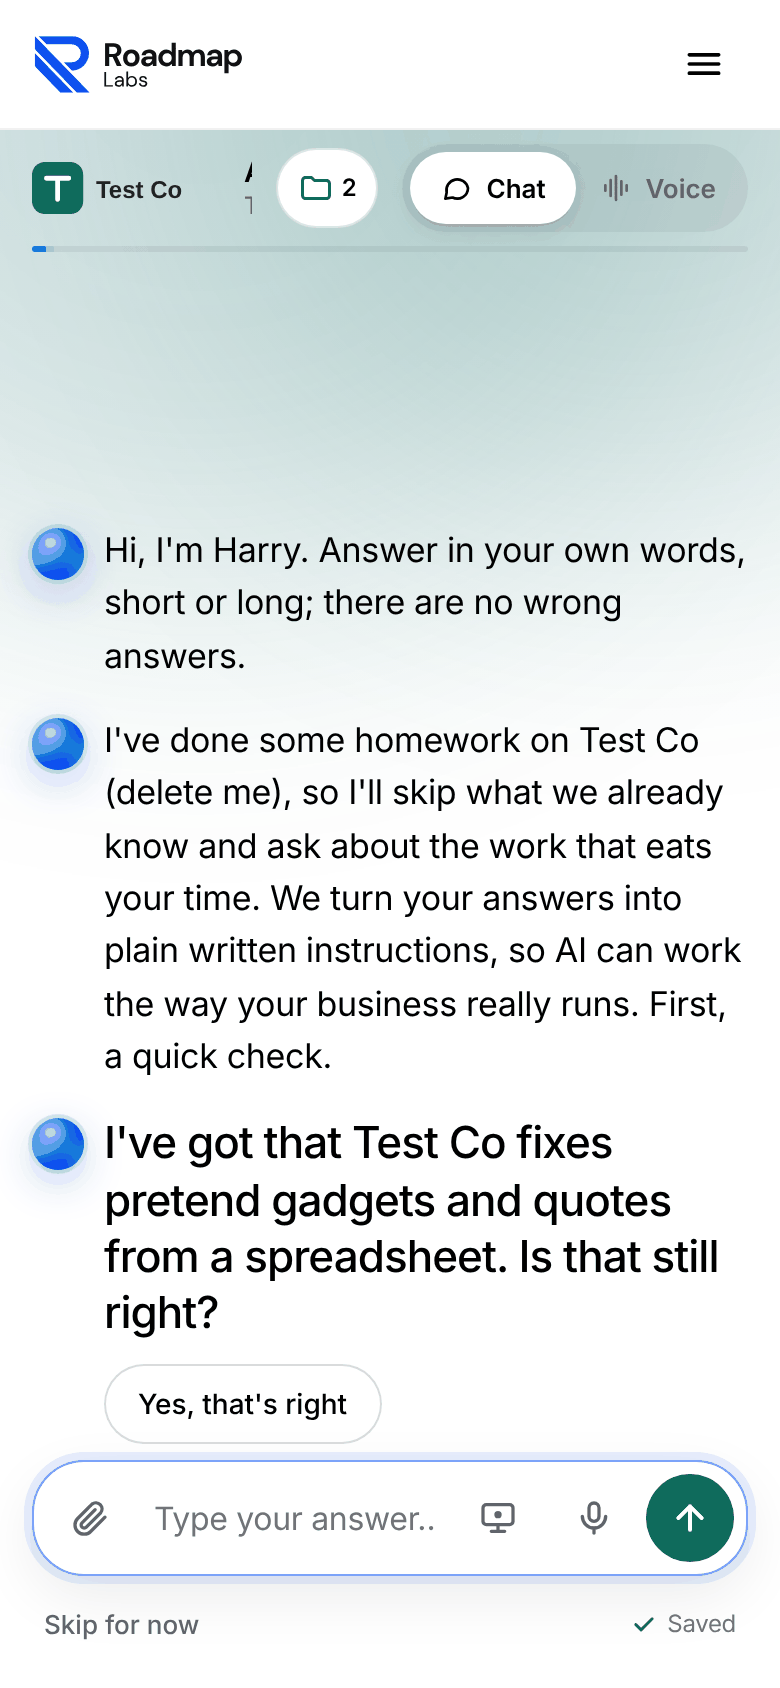 Roadmap
Labs
T
Test Co
2
Chat
Voice
Hi, I'm Harry. Answer in your own words,
short or long; there are no wrong
answers.
I've done some homework on Test Co
(delete me), so I'll skip what we already
know and ask about the work that eats
your time. We turn your answers into
plain written instructions, so AI can work
the way your business really runs. First,
a quick check.
I've got that Test Co fixes
pretend gadgets and quotes
from a spreadsheet. Is that still
right?
Yes, that's right
Type your answer..
Skip for now
Saved